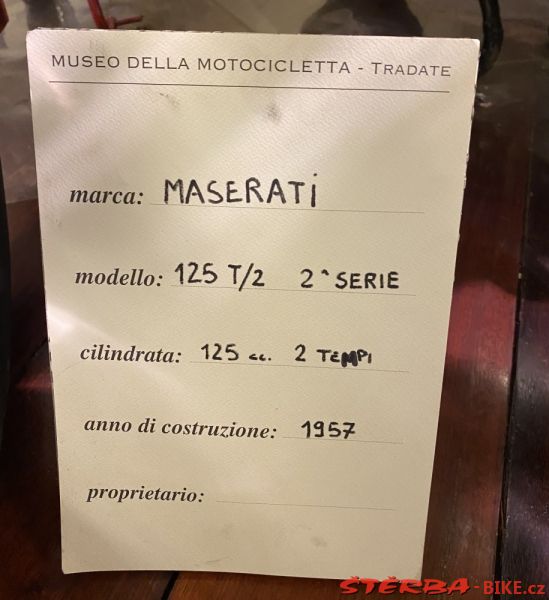 MUSEO DELLA MOTOCICLETTA - TRADATE
marca: MASERATi
modello: 125 T/2 2^ SERIE
cilindrata: 125 cc. 2 TEMPI
anno di costruzione: 1957
proprietario:
ŠTĚRBA-BIKE.cz